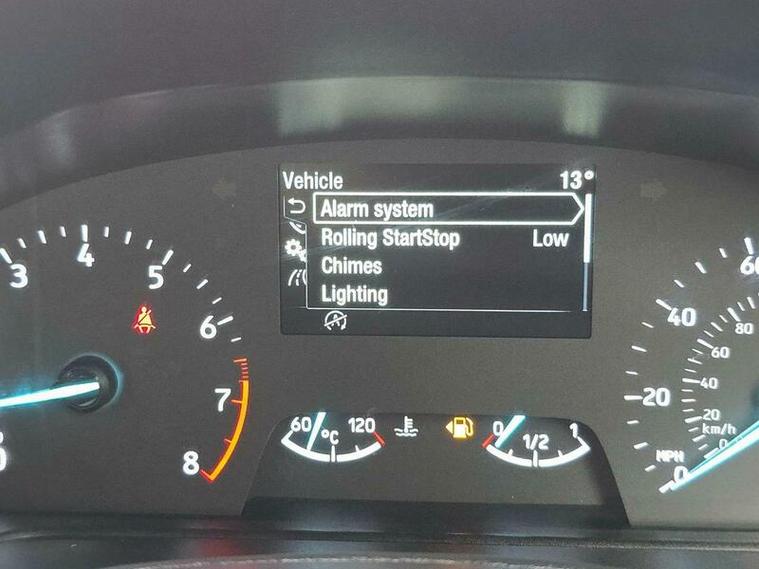 Vehicle 13°
Alarm system
Rolling StartStop Low
Chimes
Lighting
3
4
5
6
7
8
60 120
°C
0 1/2 1
60
40
20
0
MPH
80
60
40
20
0
km/h